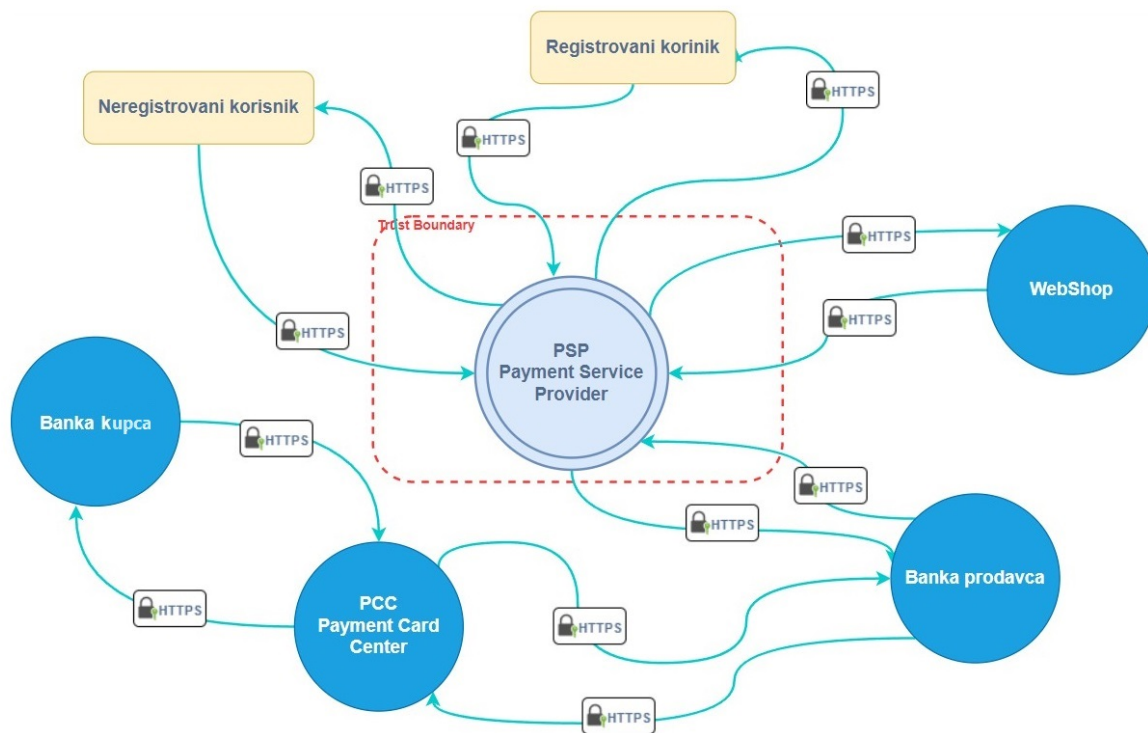 Registrovani korinik
HTTPS
Neregistrovani korisnik
HTTPS
HTTPS
Trust Boundary
HTTPS
WebShop
HTTPS
HTTPS
PSP
Payment Service
Provider
Banka kupca
HTTPS
HTTPS
HTTPS
Banka prodavca
HTTPS
PCC
Payment Card
Center
HTTPS
HTTPS